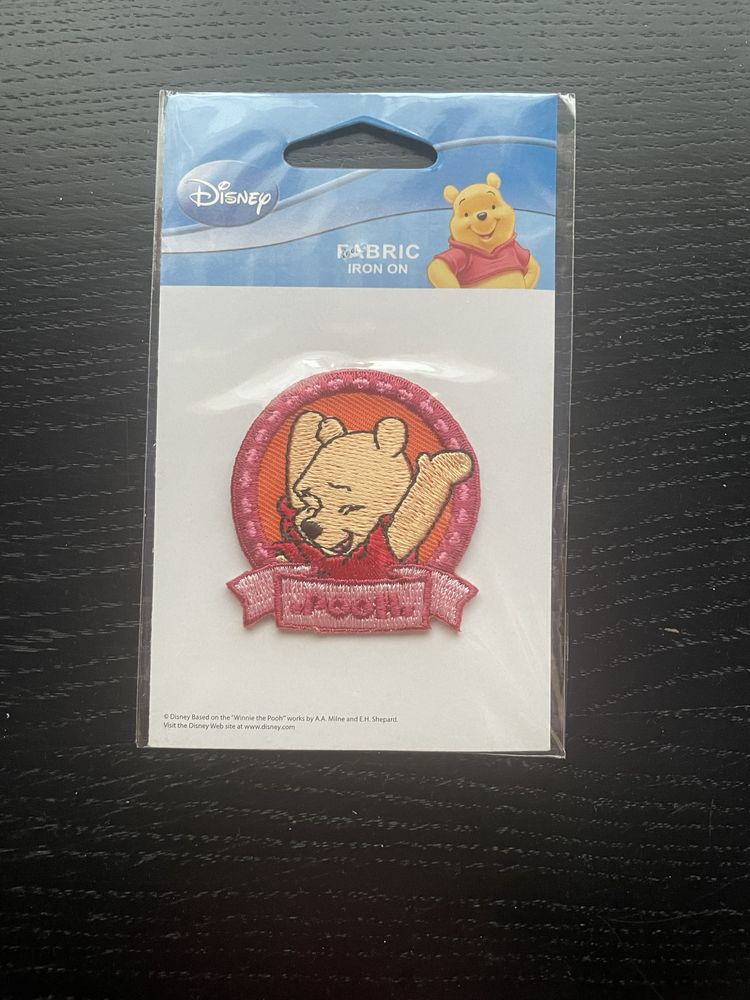 Disney
FABRIC
IRON ON
POOH
© Disney Based on the "Winnie the Pooh" works by A.A. Milne and E.H. Shepard.
Visit the Disney Web site at www.disney.com